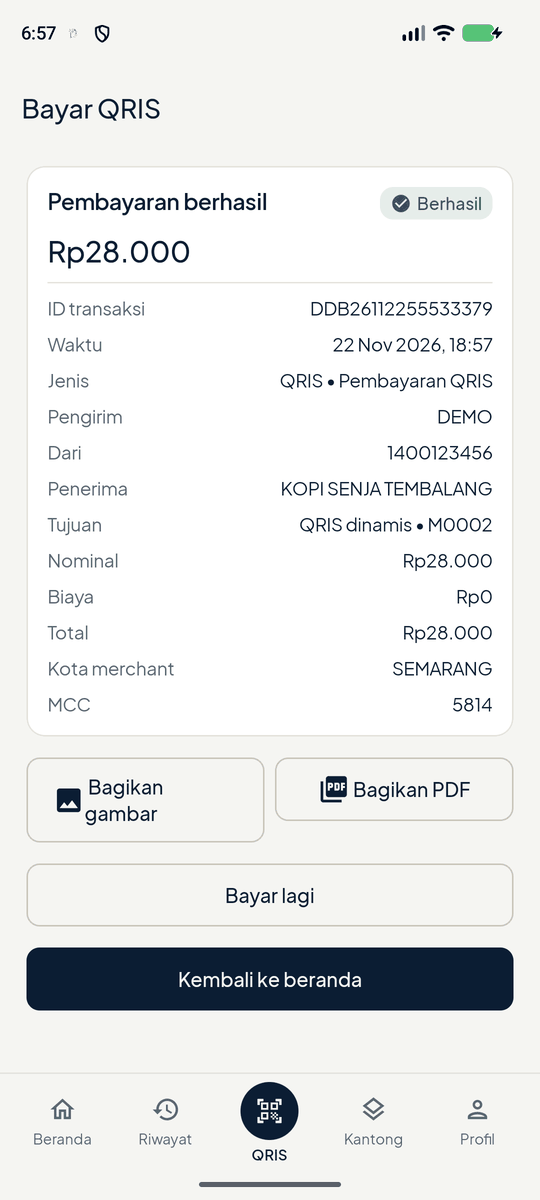 6:57
Bayar QRIS
Pembayaran berhasil
Berhasil
Rp28.000
ID transaksi DDB26112255533379
Waktu 22 Nov 2026, 18:57
Jenis QRIS • Pembayaran QRIS
Pengirim DEMO
Dari 1400123456
Penerima KOPI SENJA TEMBALANG
Tujuan QRIS dinamis • M0002
Nominal Rp28.000
Biaya Rp0
Total Rp28.000
Kota merchant SEMARANG
MCC 5814
Bagikan
gambar
PDF Bagikan PDF
Bayar lagi
Kembali ke beranda
Beranda Riwayat QRIS Kantong Profil